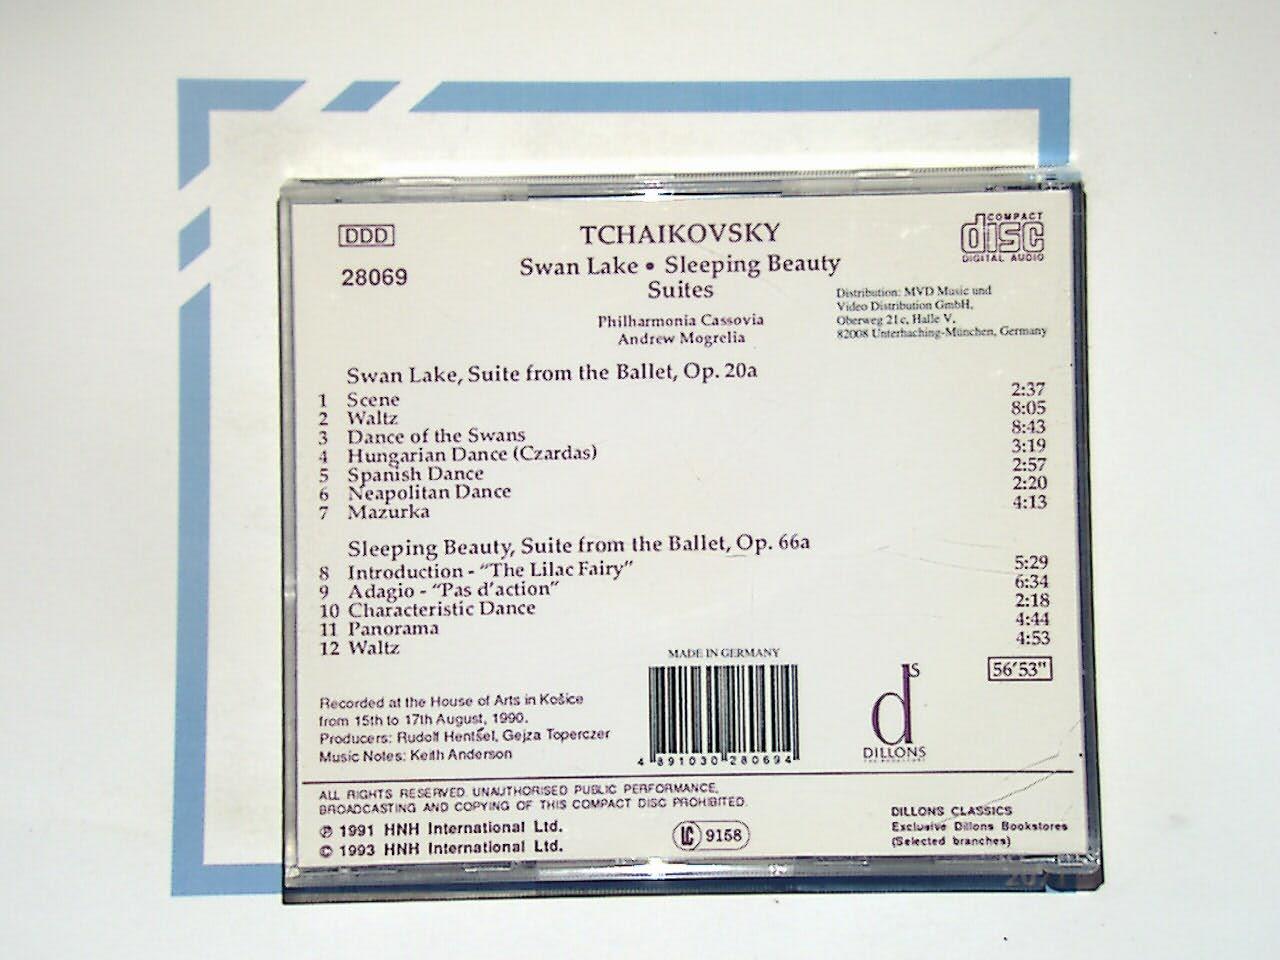 DDD
28069
TCHAIKOVSKY
Swan Lake • Sleeping Beauty
Suites
Philharmonia Cassovia
Andrew Mogrelia
COMPACT
disc
DIGITAL AUDIO
Distribution: MVD Music und
Video Distribution GmbH,
Oberweg 21c, Halle V,
82008 Unterhaching-München, Germany
Swan Lake, Suite from the Ballet, Op. 20a
1 Scene 2:37
2 Waltz 8:05
3 Dance of the Swans 8:43
4 Hungarian Dance (Czardas) 3:19
5 Spanish Dance 2:57
6 Neapolitan Dance 2:20
7 Mazurka 4:13
Sleeping Beauty, Suite from the Ballet, Op. 66a
8 Introduction - "The Lilac Fairy" 5:29
9 Adagio - "Pas d'action" 6:34
10 Characteristic Dance 2:18
11 Panorama 4:44
12 Waltz 4:53
56'53"
Recorded at the House of Arts in Košice
from 15th to 17th August, 1990.
Producers: Rudolf Hentšel, Gejza Toperczer
Music Notes: Keith Anderson
MADE IN GERMANY
4 891030 280694
ds
DILLONS
THE BOOKSTORE
ALL RIGHTS RESERVED. UNAUTHORISED PUBLIC PERFORMANCE,
BROADCASTING AND COPYING OF THIS COMPACT DISC PROHIBITED.
℗ 1991 HNH International Ltd.
© 1993 HNH International Ltd.
LC 9158
DILLONS CLASSICS
Exclusive Dillons Bookstores
(Selected branches)